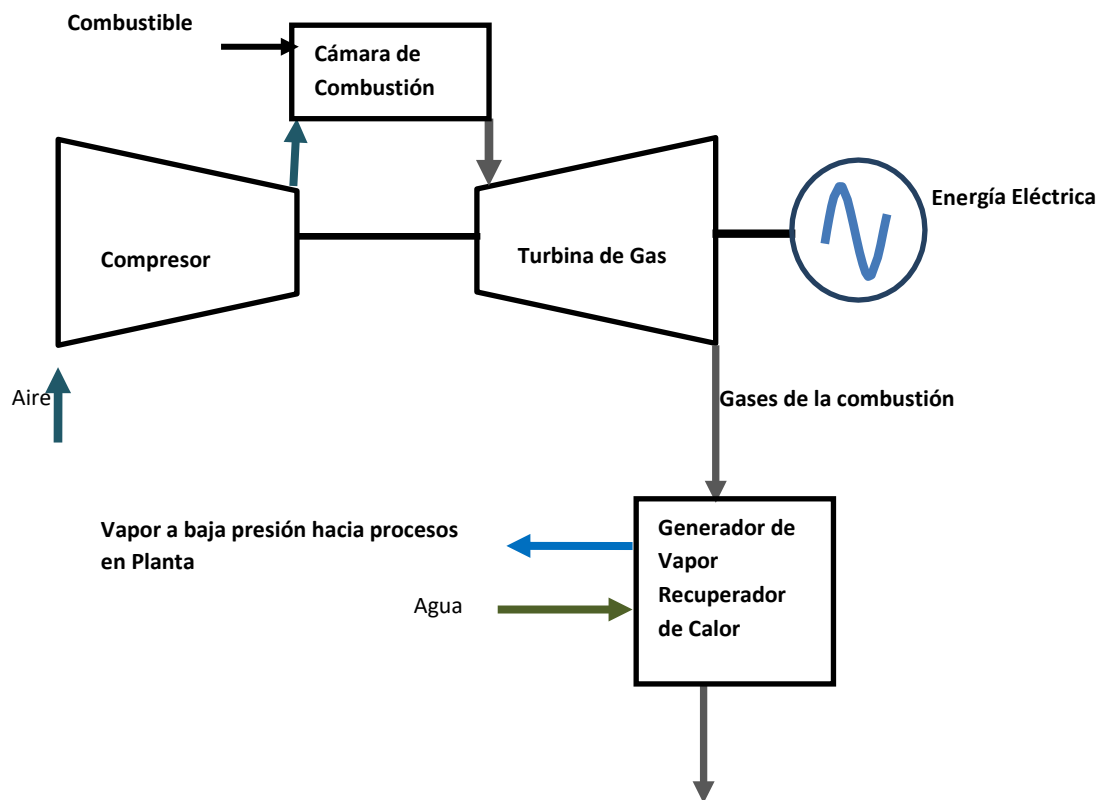 Combustible
Cámara de
Combustión
Energía Eléctrica
Compresor
Turbina de Gas
Aire
Gases de la combustión
Vapor a baja presión hacia procesos
en Planta
Generador de
Vapor
Recuperador
de Calor
Agua